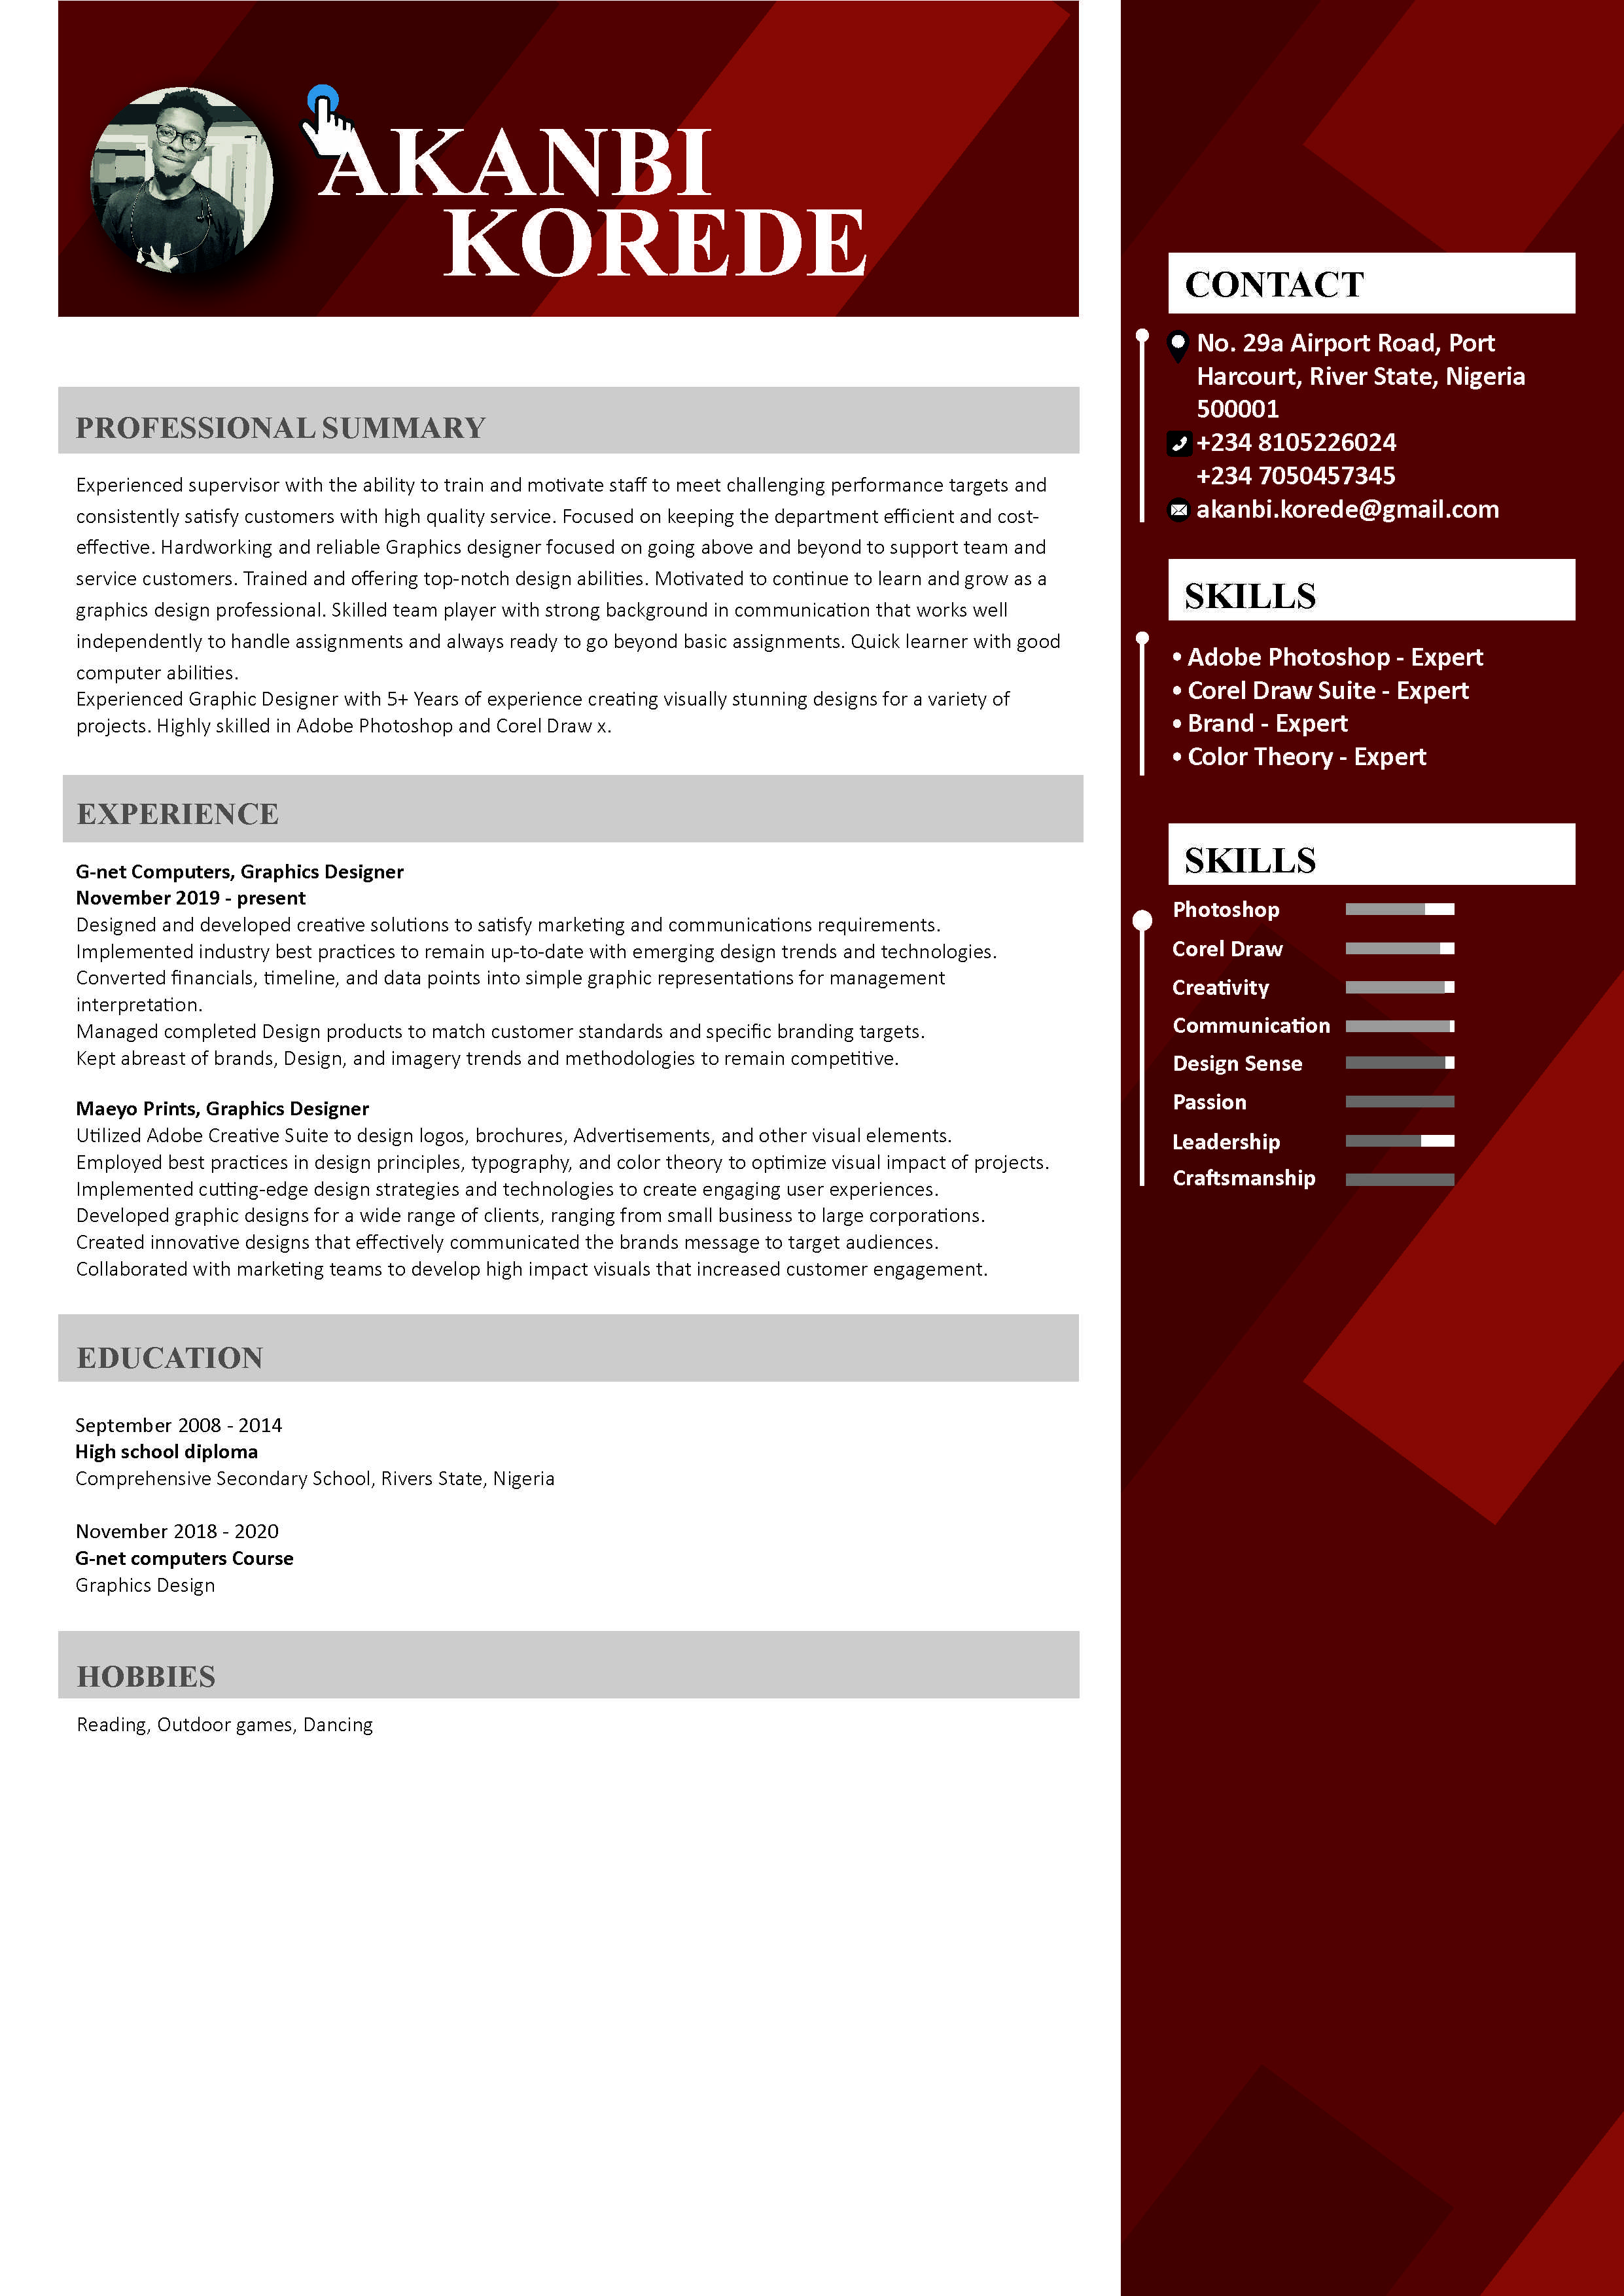 AKANBI
KOREDE
PROFESSIONAL SUMMARY
Experienced supervisor with the ability to train and motivate staff to meet challenging performance targets and
consistently satisfy customers with high quality service. Focused on keeping the department efficient and cost-
effective. Hardworking and reliable Graphics designer focused on going above and beyond to support team and
service customers. Trained and offering top-notch design abilities. Motivated to continue to learn and grow as a
graphics design professional. Skilled team player with strong background in communication that works well
independently to handle assignments and always ready to go beyond basic assignments. Quick learner with good
computer abilities.
Experienced Graphic Designer with 5+ Years of experience creating visually stunning designs for a variety of
projects. Highly skilled in Adobe Photoshop and Corel Draw x.
EXPERIENCE
G-net Computers, Graphics Designer
November 2019 - present
Designed and developed creative solutions to satisfy marketing and communications requirements.
Implemented industry best practices to remain up-to-date with emerging design trends and technologies.
Converted financials, timeline, and data points into simple graphic representations for management
interpretation.
Managed completed Design products to match customer standards and specific branding targets.
Kept abreast of brands, Design, and imagery trends and methodologies to remain competitive.
Maeyo Prints, Graphics Designer
Utilized Adobe Creative Suite to design logos, brochures, Advertisements, and other visual elements.
Employed best practices in design principles, typography, and color theory to optimize visual impact of projects.
Implemented cutting-edge design strategies and technologies to create engaging user experiences.
Developed graphic designs for a wide range of clients, ranging from small business to large corporations.
Created innovative designs that effectively communicated the brands message to target audiences.
Collaborated with marketing teams to develop high impact visuals that increased customer engagement.
EDUCATION
September 2008 - 2014
High school diploma
Comprehensive Secondary School, Rivers State, Nigeria
November 2018 - 2020
G-net computers Course
Graphics Design
HOBBIES
Reading, Outdoor games, Dancing
CONTACT
No. 29a Airport Road, Port
Harcourt, River State, Nigeria
500001
+234 8105226024
+234 7050457345
akanbi.korede@gmail.com
SKILLS
• Adobe Photoshop - Expert
• Corel Draw Suite - Expert
• Brand - Expert
• Color Theory - Expert
SKILLS
Photoshop
Corel Draw
Creativity
Communication
Design Sense
Passion
Leadership
Craftsmanship